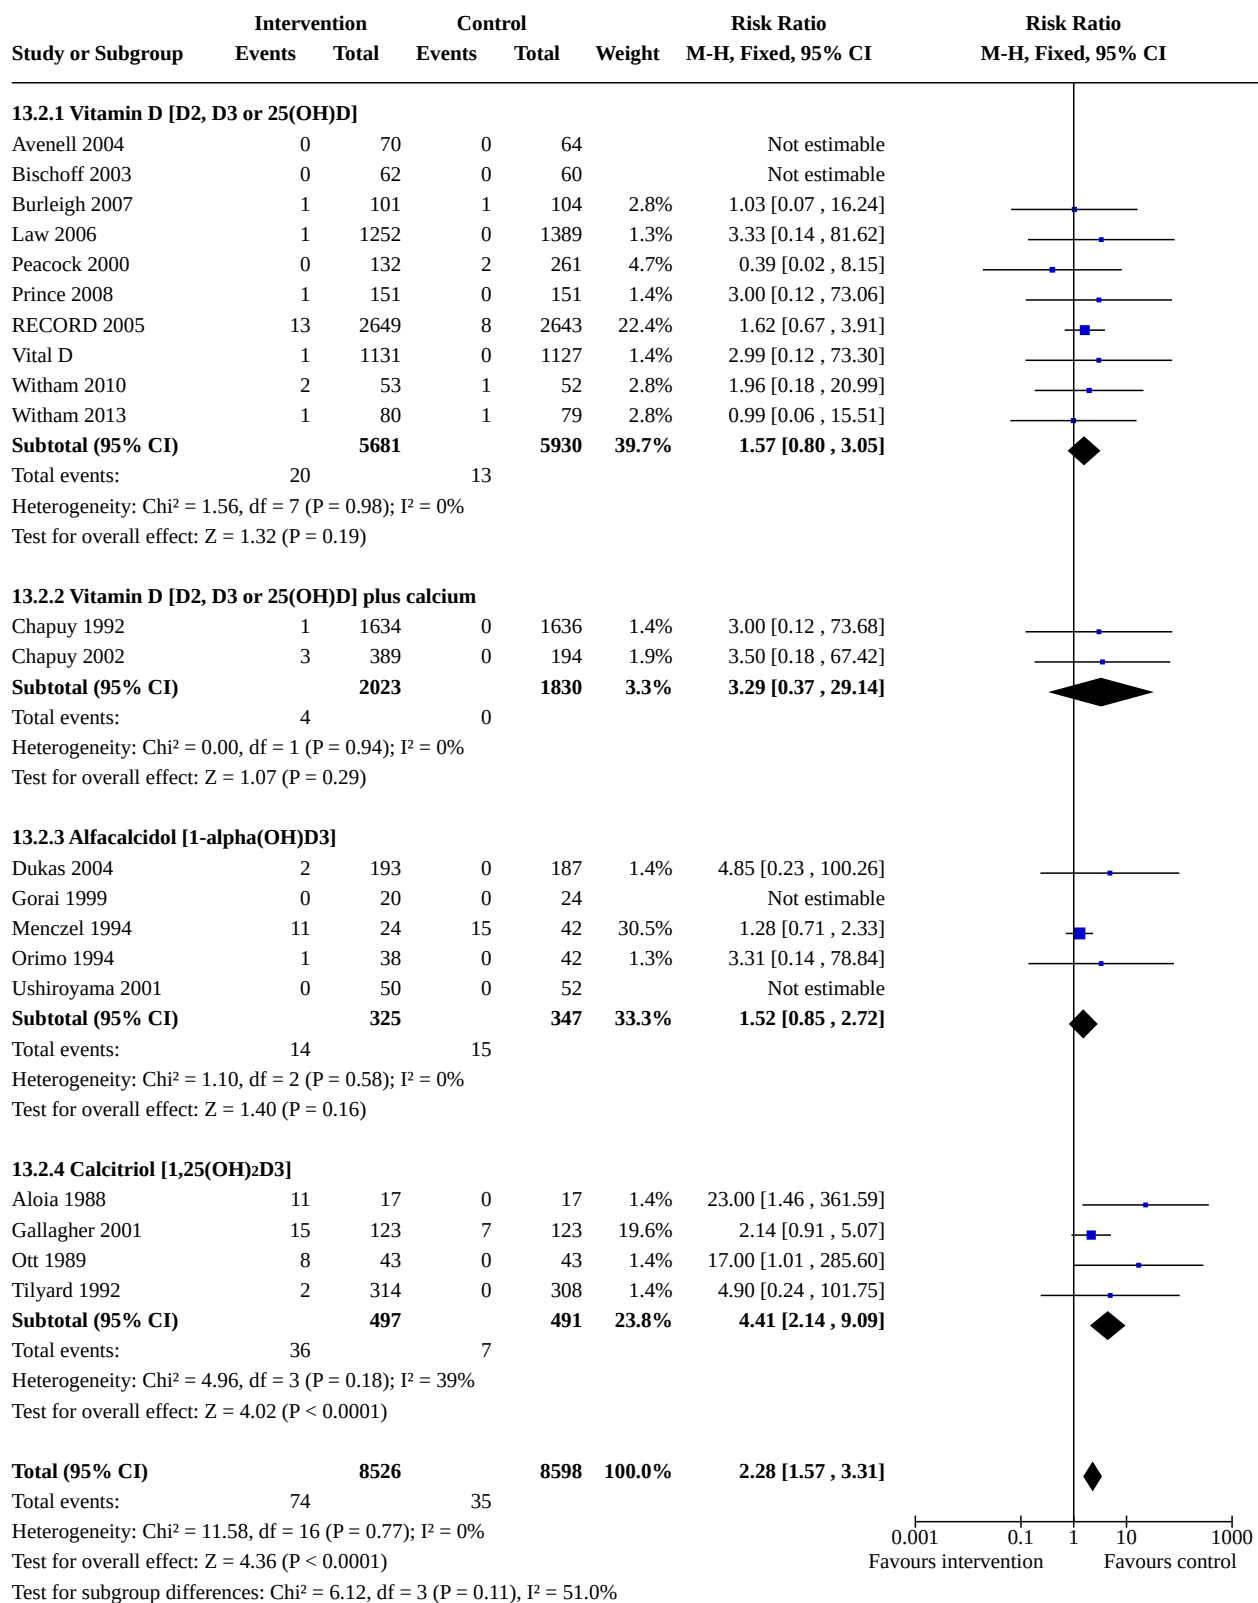 Intervention Control Risk Ratio Risk Ratio
Study or Subgroup Events Total Events Total Weight M-H, Fixed, 95% CI M-H, Fixed, 95% CI
13.2.1 Vitamin D [D2, D3 or 25(OH)D]
Avenell 2004 0 70 0 64 Not estimable
Bischoff 2003 0 62 0 60 Not estimable
Burleigh 2007 1 101 1 104 2.8% 1.03 [0.07 , 16.24]
Law 2006 1 1252 0 1389 1.3% 3.33 [0.14 , 81.62]
Peacock 2000 0 132 2 261 4.7% 0.39 [0.02 , 8.15]
Prince 2008 1 151 0 151 1.4% 3.00 [0.12 , 73.06]
RECORD 2005 13 2649 8 2643 22.4% 1.62 [0.67 , 3.91]
Vital D 1 1131 0 1127 1.4% 2.99 [0.12 , 73.30]
Witham 2010 2 53 1 52 2.8% 1.96 [0.18 , 20.99]
Witham 2013 1 80 1 79 2.8% 0.99 [0.06 , 15.51]
Subtotal (95% CI) 5681 5930 39.7% 1.57 [0.80 , 3.05]
Total events: 20 13
Heterogeneity: Chi² = 1.56, df = 7 (P = 0.98); I² = 0%
Test for overall effect: Z = 1.32 (P = 0.19)
13.2.2 Vitamin D [D2, D3 or 25(OH)D] plus calcium
Chapuy 1992 1 1634 0 1636 1.4% 3.00 [0.12 , 73.68]
Chapuy 2002 3 389 0 194 1.9% 3.50 [0.18 , 67.42]
Subtotal (95% CI) 2023 1830 3.3% 3.29 [0.37 , 29.14]
Total events: 4 0
Heterogeneity: Chi² = 0.00, df = 1 (P = 0.94); I² = 0%
Test for overall effect: Z = 1.07 (P = 0.29)
13.2.3 Alfacalcidol [1-alpha(OH)D3]
Dukas 2004 2 193 0 187 1.4% 4.85 [0.23 , 100.26]
Gorai 1999 0 20 0 24 Not estimable
Menczel 1994 11 24 15 42 30.5% 1.28 [0.71 , 2.33]
Orimo 1994 1 38 0 42 1.3% 3.31 [0.14 , 78.84]
Ushiroyama 2001 0 50 0 52 Not estimable
Subtotal (95% CI) 325 347 33.3% 1.52 [0.85 , 2.72]
Total events: 14 15
Heterogeneity: Chi² = 1.10, df = 2 (P = 0.58); I² = 0%
Test for overall effect: Z = 1.40 (P = 0.16)
13.2.4 Calcitriol [1,25(OH)₂D3]
Aloia 1988 11 17 0 17 1.4% 23.00 [1.46 , 361.59]
Gallagher 2001 15 123 7 123 19.6% 2.14 [0.91 , 5.07]
Ott 1989 8 43 0 43 1.4% 17.00 [1.01 , 285.60]
Tilyard 1992 2 314 0 308 1.4% 4.90 [0.24 , 101.75]
Subtotal (95% CI) 497 491 23.8% 4.41 [2.14 , 9.09]
Total events: 36 7
Heterogeneity: Chi² = 4.96, df = 3 (P = 0.18); I² = 39%
Test for overall effect: Z = 4.02 (P < 0.0001)
Total (95% CI) 8526 8598 100.0% 2.28 [1.57 , 3.31]
Total events: 74 35
Heterogeneity: Chi² = 11.58, df = 16 (P = 0.77); I² = 0%
0.001 0.1 1 10 1000
Test for overall effect: Z = 4.36 (P < 0.0001) Favours intervention Favours control
Test for subgroup differences: Chi² = 6.12, df = 3 (P = 0.11), I² = 51.0%